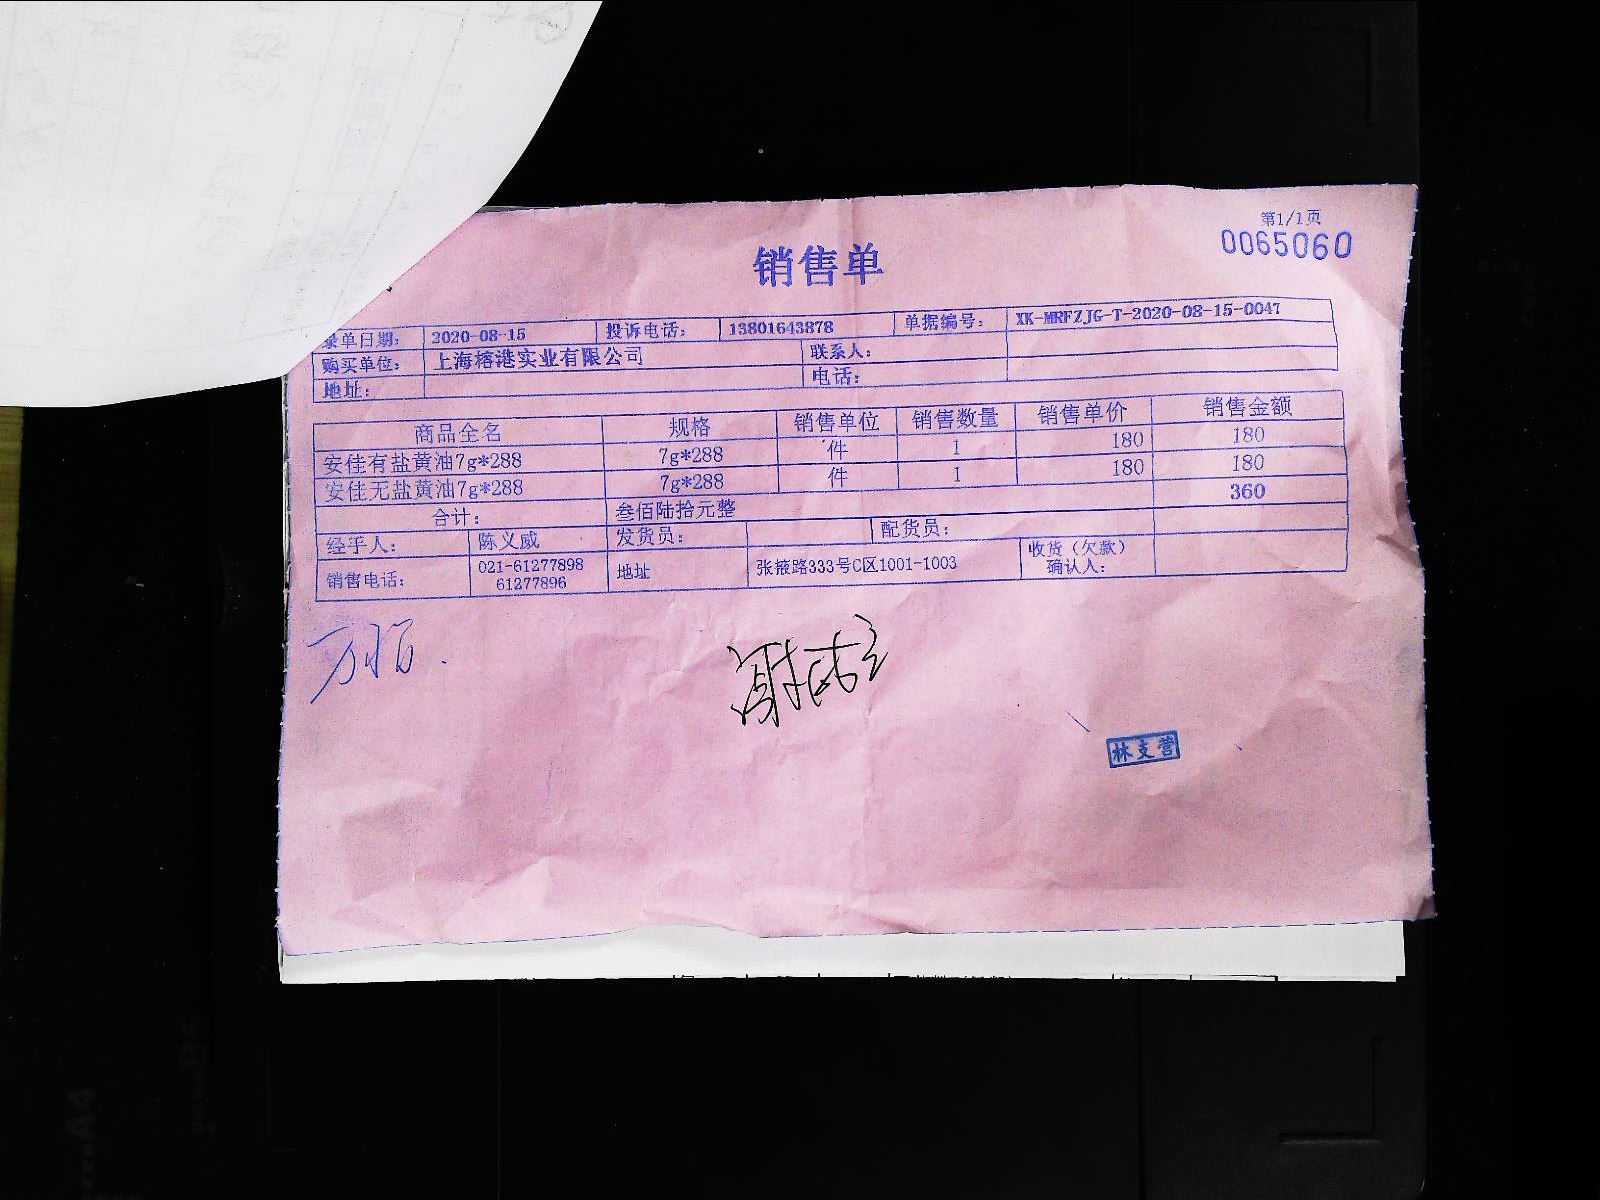 第1/1页
0065060
销售单
录单日期： 2020-08-15 投诉电话： 13801643878 单据编号： XK-MRFZJG-T-2020-08-15-0047
购买单位： 上海榕港实业有限公司 联系人：
地址： 电话：
商品全名 规格 销售单位 销售数量 销售单价 销售金额
安佳有盐黄油7g*288 7g*288 件 1 180 180
安佳无盐黄油7g*288 7g*288 件 1 180 180
合计： 叁佰陆拾元整 360
经手人： 陈义威 发货员： 配货员：
销售电话： 021-61277898 61277896 地址 张掖路333号C区1001-1003 收货（欠款）确认人：
林支营